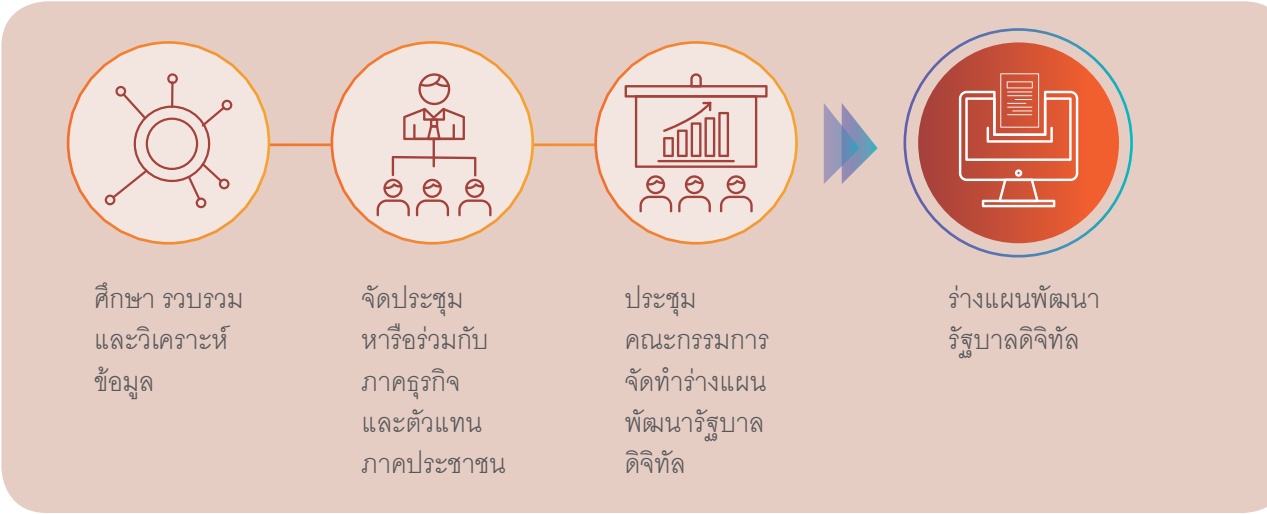 ศึกษา รวบรวม
และวิเคราะห์
ข้อมูล
จัดประชุม
หารือร่วมกับ
ภาคธุรกิจ
และตัวแทน
ภาคประชาชน
ประชุม
คณะกรรมการ
จัดทำร่างแผน
พัฒนารัฐบาล
ดิจิทัล
ร่างแผนพัฒนา
รัฐบาลดิจิทัล